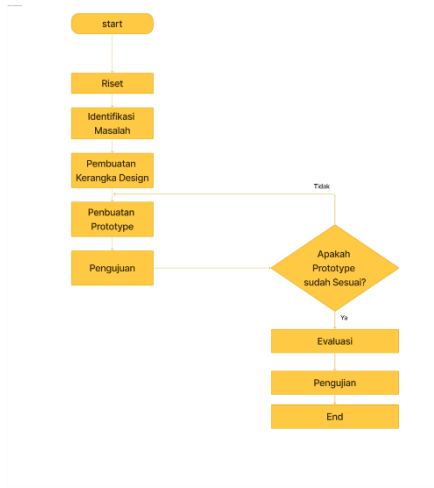 start
Riset
Identifikasi
Masalah
Pembuatan
Kerangka Design
Tidak
Penbuatan
Prototype
Pengujuan
Apakah
Prototype
sudah Sesuai?
Ya
Evaluasi
Pengujian
End